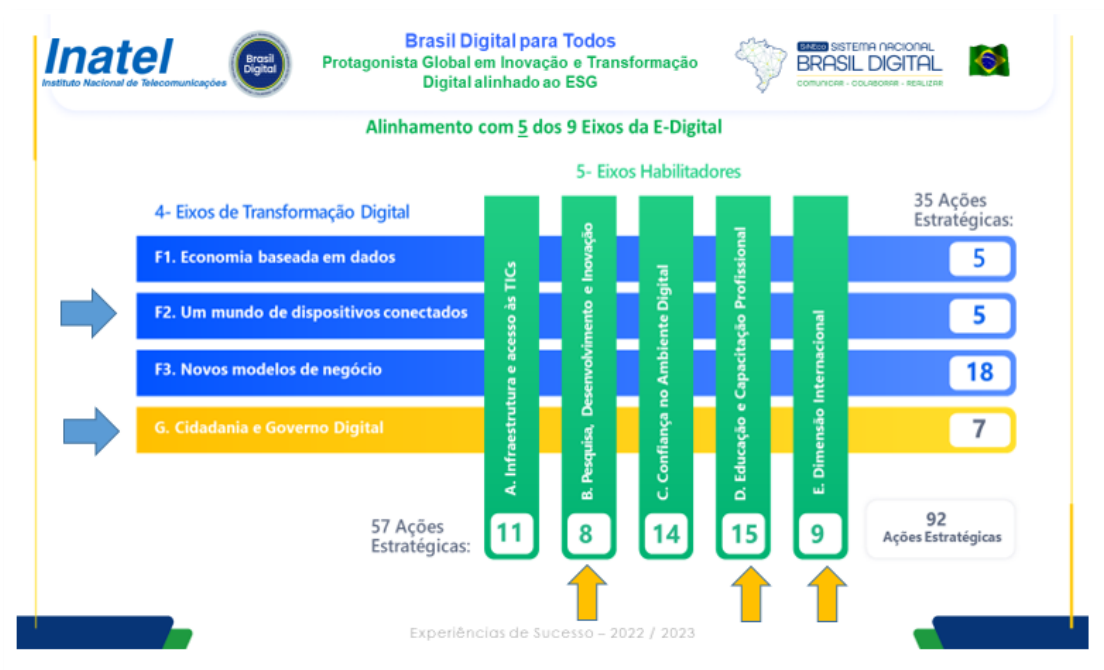 Inatel
Instituto Nacional de Telecomunicações
Brasil
Digital
Brasil Digital para Todos
Protagonista Global em Inovação e Transformação
Digital alinhado ao ESG
SINEco SISTEMA NACIONAL
BRASIL DIGITAL
COMUNICAR - COLABORAR - REALIZAR
Alinhamento com 5 dos 9 Eixos da E-Digital
5- Eixos Habilitadores
4- Eixos de Transformação Digital
35 Ações
Estratégicas:
F1. Economia baseada em dados
5
F2. Um mundo de dispositivos conectados
5
F3. Novos modelos de negócio
18
G. Cidadania e Governo Digital
7
A. Infraestrutura e acesso às TICs
B. Pesquisa, Desenvolvimento e Inovação
C. Confiança no Ambiente Digital
D. Educação e Capacitação Profissional
E. Dimensão Internacional
57 Ações
Estratégicas:
11
8
14
15
9
92
Ações Estratégicas
Experiências de Sucesso – 2022 / 2023